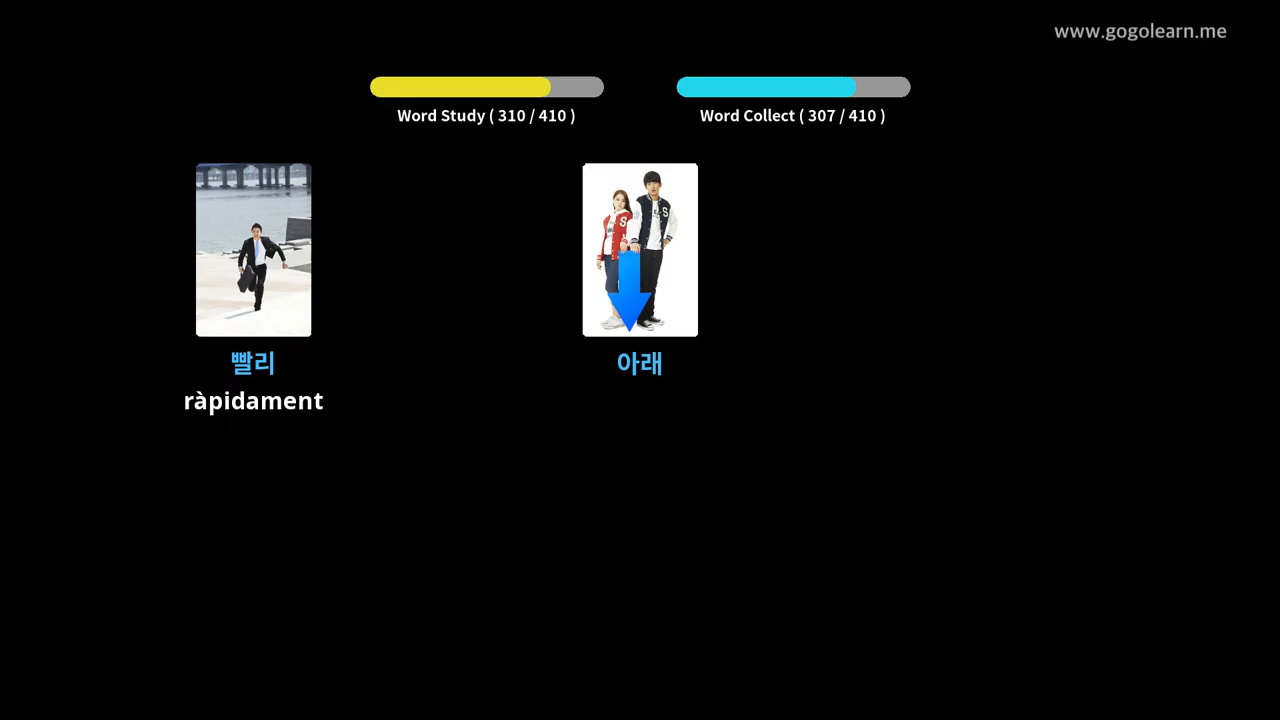 www.gogolearn.me
Word Study ( 310 / 410 )
Word Collect ( 307 / 410 )
S
S
빨리
아래
ràpidament